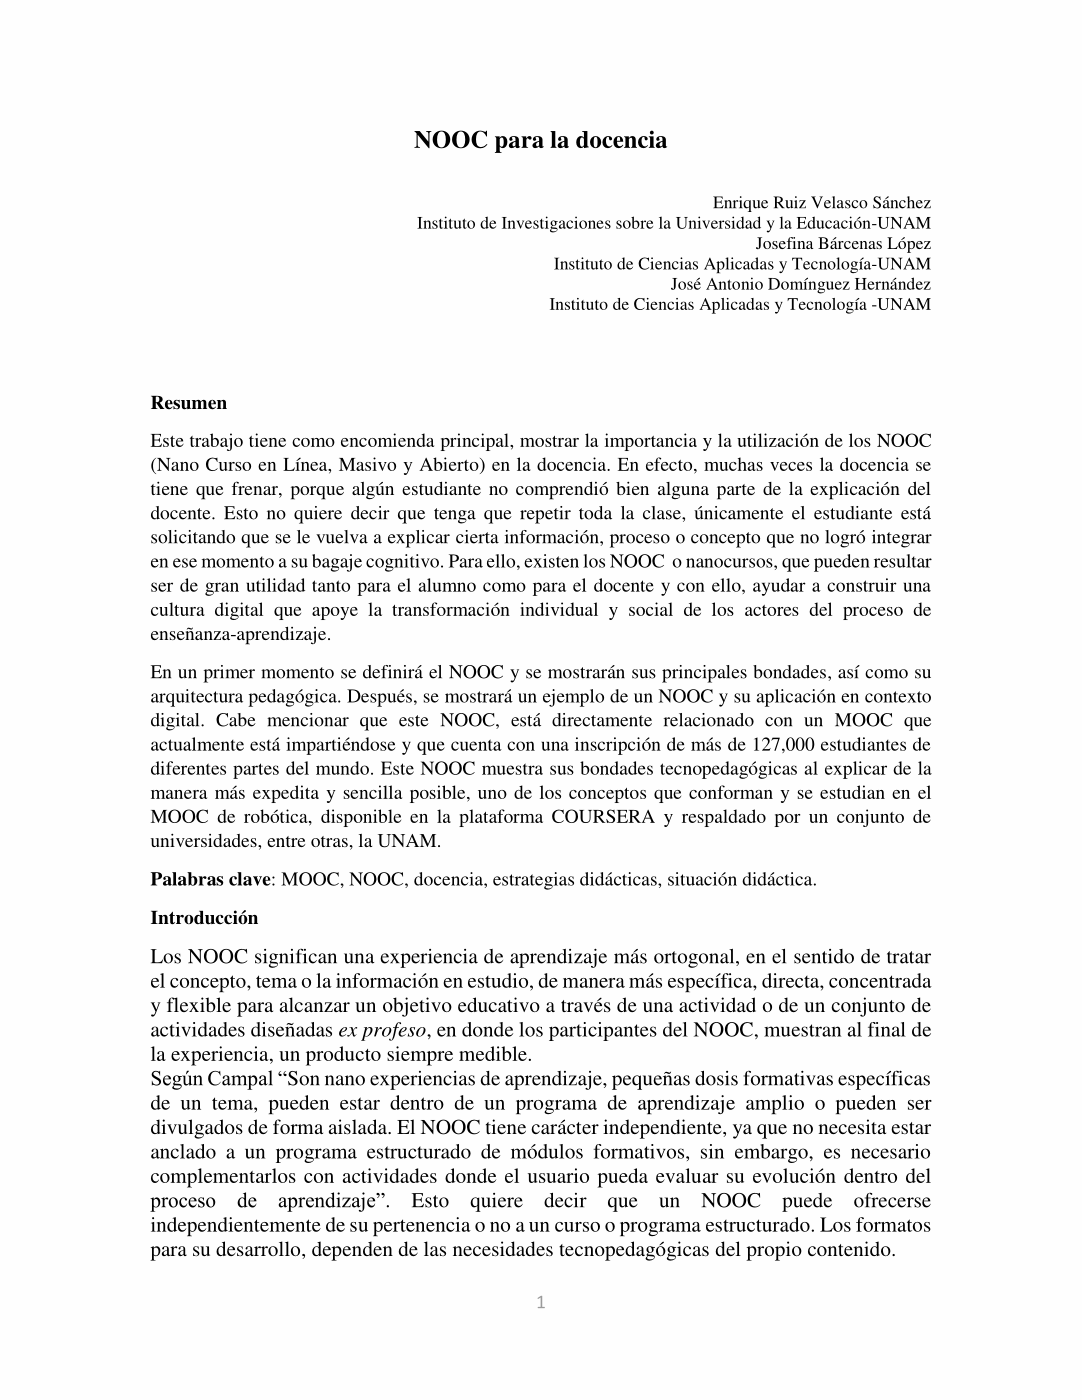 NOOC para la docencia
Enrique Ruiz Velasco Sánchez
Instituto de Investigaciones sobre la Universidad y la Educación-UNAM
Josefina Bárcenas López
Instituto de Ciencias Aplicadas y Tecnología-UNAM
José Antonio Domínguez Hernández
Instituto de Ciencias Aplicadas y Tecnología -UNAM
Resumen
Este trabajo tiene como encomienda principal, mostrar la importancia y la utilización de los NOOC
(Nano Curso en Línea, Masivo y Abierto) en la docencia. En efecto, muchas veces la docencia se
tiene que frenar, porque algún estudiante no comprendió bien alguna parte de la explicación del
docente. Esto no quiere decir que tenga que repetir toda la clase, únicamente el estudiante está
solicitando que se le vuelva a explicar cierta información, proceso o concepto que no logró integrar
en ese momento a su bagaje cognitivo. Para ello, existen los NOOC o nanocursos, que pueden resultar
ser de gran utilidad tanto para el alumno como para el docente y con ello, ayudar a construir una
cultura digital que apoye la transformación individual y social de los actores del proceso de
enseñanza-aprendizaje.
En un primer momento se definirá el NOOC y se mostrarán sus principales bondades, así como su
arquitectura pedagógica. Después, se mostrará un ejemplo de un NOOC y su aplicación en contexto
digital. Cabe mencionar que este NOOC, está directamente relacionado con un MOOC que
actualmente está impartiéndose y que cuenta con una inscripción de más de 127,000 estudiantes de
diferentes partes del mundo. Este NOOC muestra sus bondades tecnopedagógicas al explicar de la
manera más expedita y sencilla posible, uno de los conceptos que conforman y se estudian en el
MOOC de robótica, disponible en la plataforma COURSERA y respaldado por un conjunto de
universidades, entre otras, la UNAM.
Palabras clave: MOOC, NOOC, docencia, estrategias didácticas, situación didáctica.
Introducción
Los NOOC significan una experiencia de aprendizaje más ortogonal, en el sentido de tratar
el concepto, tema o la información en estudio, de manera más específica, directa, concentrada
y flexible para alcanzar un objetivo educativo a través de una actividad o de un conjunto de
actividades diseñadas ex profeso, en donde los participantes del NOOC, muestran al final de
la experiencia, un producto siempre medible.
Según Campal “Son nano experiencias de aprendizaje, pequeñas dosis formativas específicas
de un tema, pueden estar dentro de un programa de aprendizaje amplio o pueden ser
divulgados de forma aislada. El NOOC tiene carácter independiente, ya que no necesita estar
anclado a un programa estructurado de módulos formativos, sin embargo, es necesario
complementarlos con actividades donde el usuario pueda evaluar su evolución dentro del
proceso de aprendizaje”. Esto quiere decir que un NOOC puede ofrecerse
independientemente de su pertenencia o no a un curso o programa estructurado. Los formatos
para su desarrollo, dependen de las necesidades tecnopedagógicas del propio contenido.
1